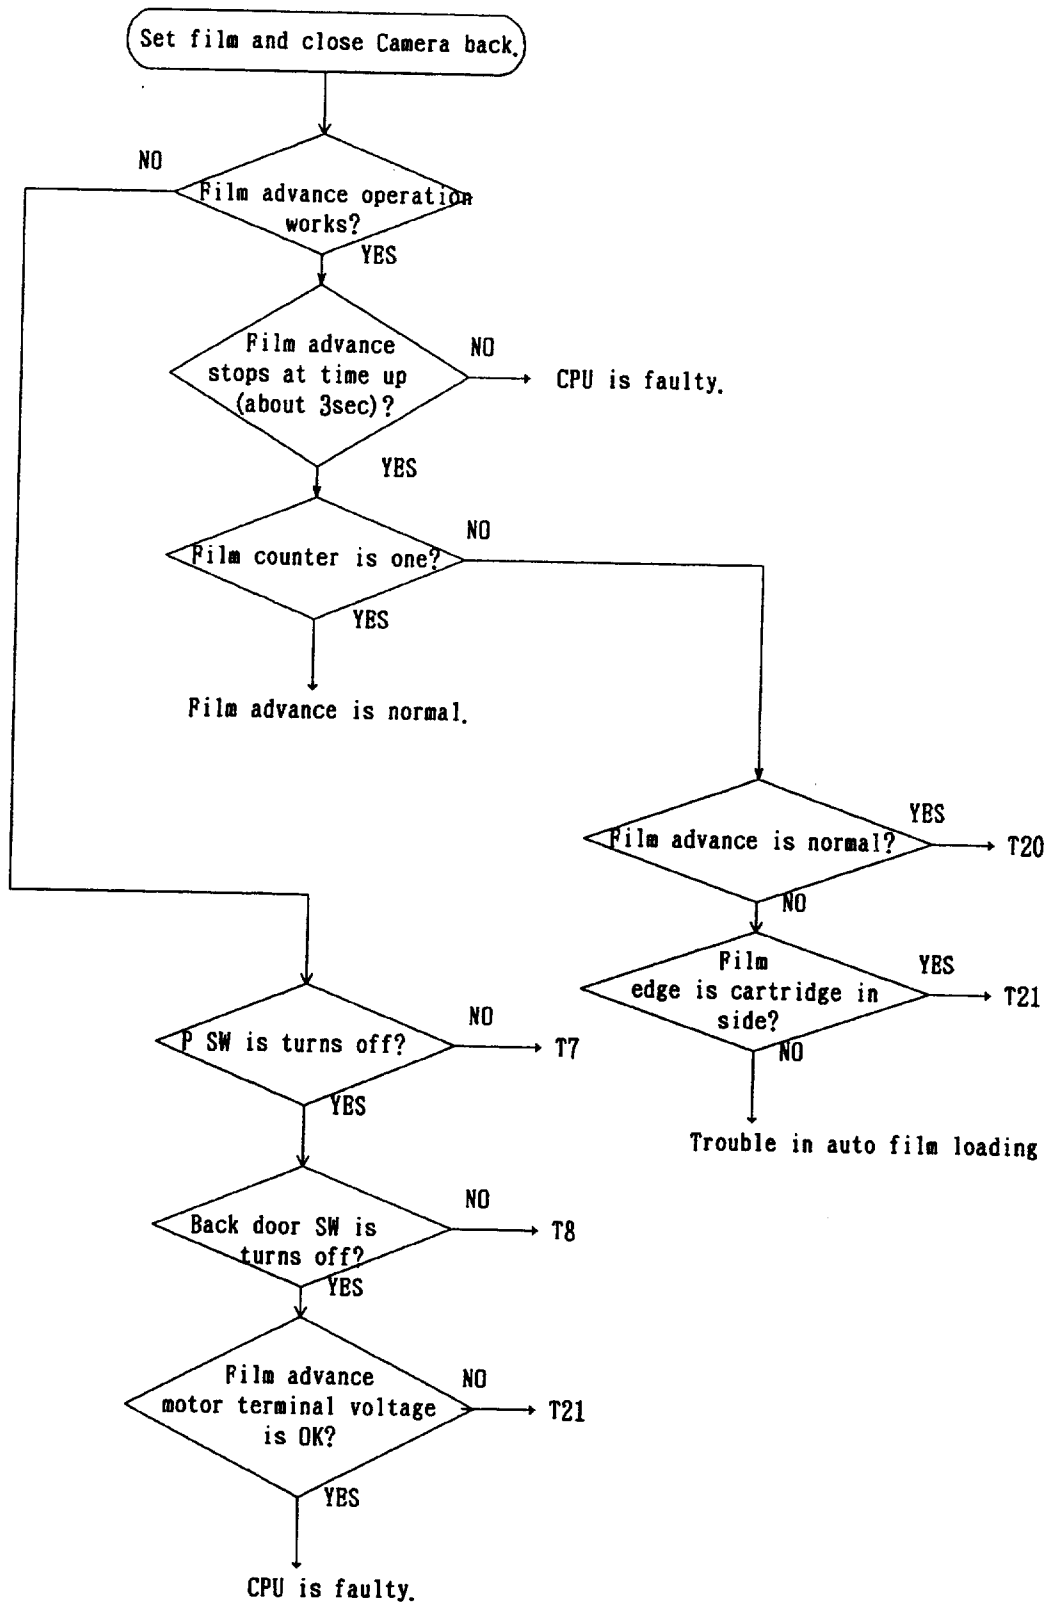 Set film and close Camera back.
NO
Film advance operation
works?
YES
Film advance
stops at time up
(about 3sec)?
NO
CPU is faulty.
YES
Film counter is one?
NO
YES
Film advance is normal.
Film advance is normal?
YES
T20
NO
Film
edge is cartridge in
side?
YES
T21
NO
Trouble in auto film loading
P SW is turns off?
NO
T7
YES
Back door SW is
turns off?
NO
T8
YES
Film advance
motor terminal voltage
is OK?
NO
T21
YES
CPU is faulty.